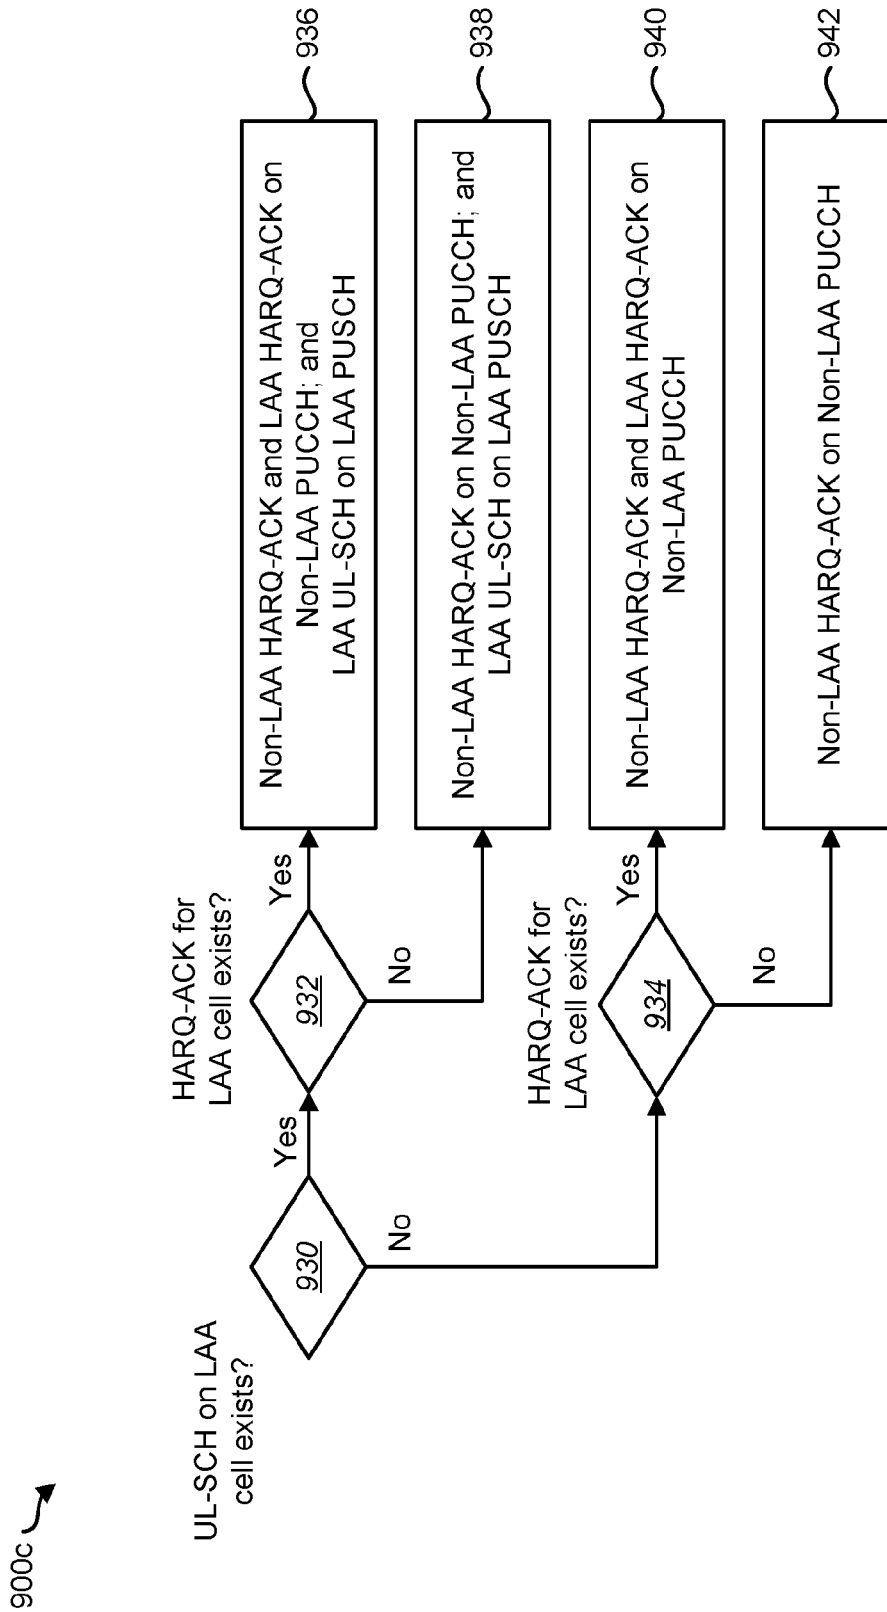 900c
UL-SCH on LAA
cell exists?
930
Yes
No
HARQ-ACK for
LAA cell exists?
932
Yes
No
Non-LAA HARQ-ACK and LAA HARQ-ACK on
Non-LAA PUCCH; and
LAA UL-SCH on LAA PUSCH
936
Non-LAA HARQ-ACK on Non-LAA PUCCH; and
LAA UL-SCH on LAA PUSCH
938
HARQ-ACK for
LAA cell exists?
934
Yes
No
Non-LAA HARQ-ACK and LAA HARQ-ACK on
Non-LAA PUCCH
940
Non-LAA HARQ-ACK on Non-LAA PUCCH
942